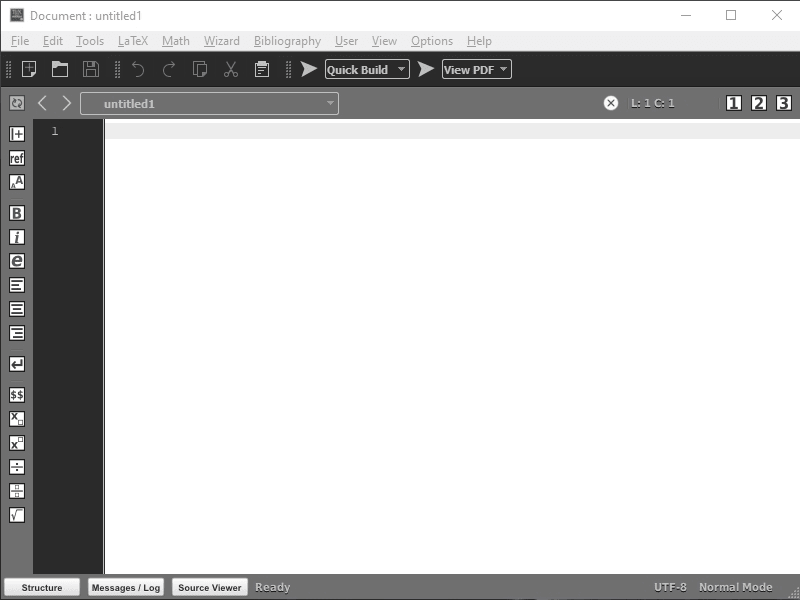 Document : untitled1
File Edit Tools LaTeX Math Wizard Bibliography User View Options Help
Quick Build View PDF
untitled1 L: 1 C: 1 1 2 3
1
ref
A A
B
i
e
$$
x
x
Structure Messages / Log Source Viewer Ready UTF-8 Normal Mode